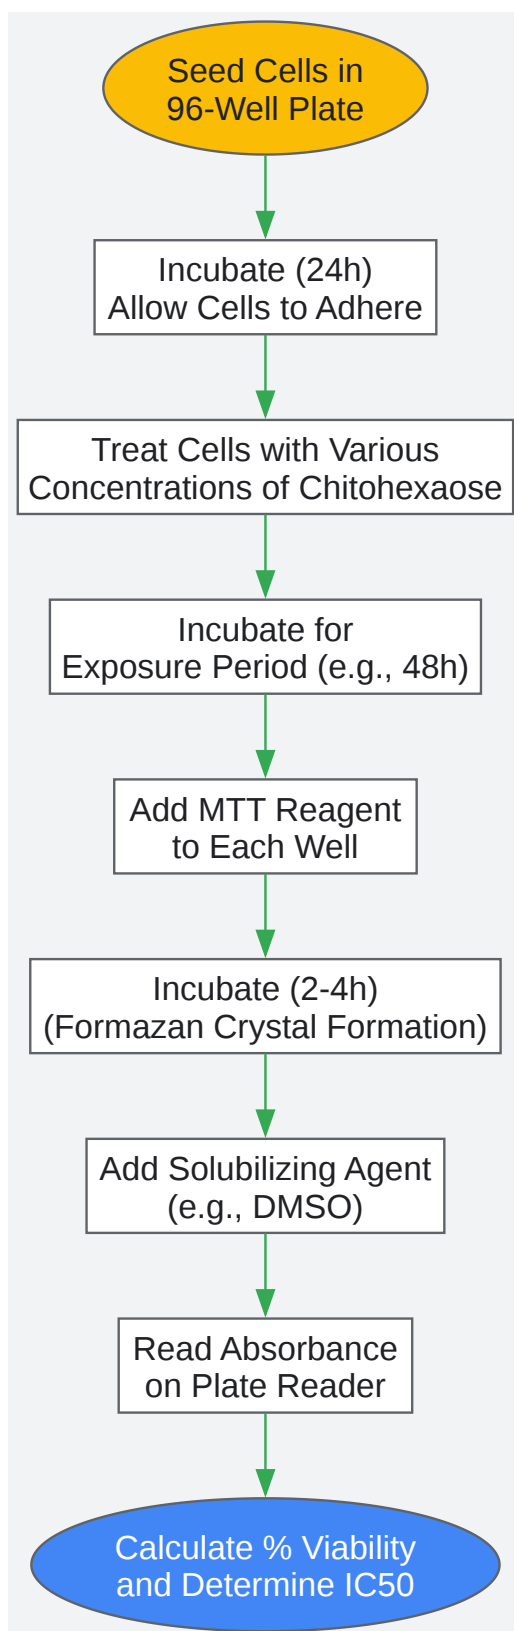 Seed Cells in
96-Well Plate
Incubate (24h)
Allow Cells to Adhere
Treat Cells with Various
Concentrations of Chitohexaose
Incubate for
Exposure Period (e.g., 48h)
Add MTT Reagent
to Each Well
Incubate (2-4h)
(Formazan Crystal Formation)
Add Solubilizing Agent
(e.g., DMSO)
Read Absorbance
on Plate Reader
Calculate % Viability
and Determine IC50